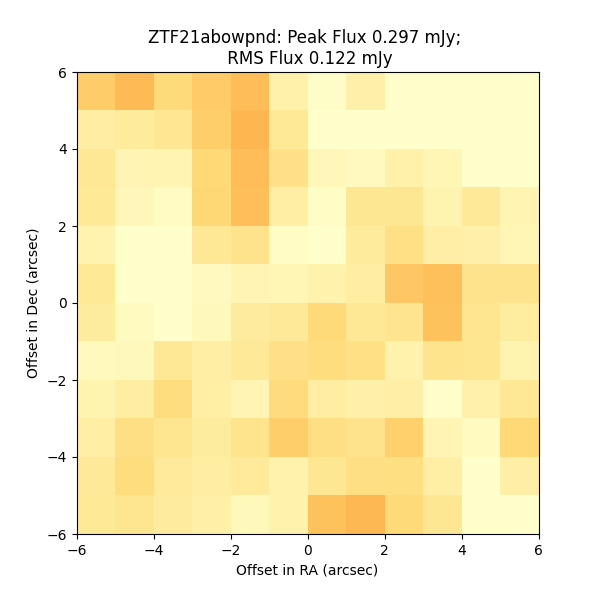 ZTF21abowpnd: Peak Flux 0.297 mJy;
RMS Flux 0.122 mJy
6
4
2
0
−2
−4
−6
Offset in Dec (arcsec)
−6 −4 −2 0 2 4 6
Offset in RA (arcsec)